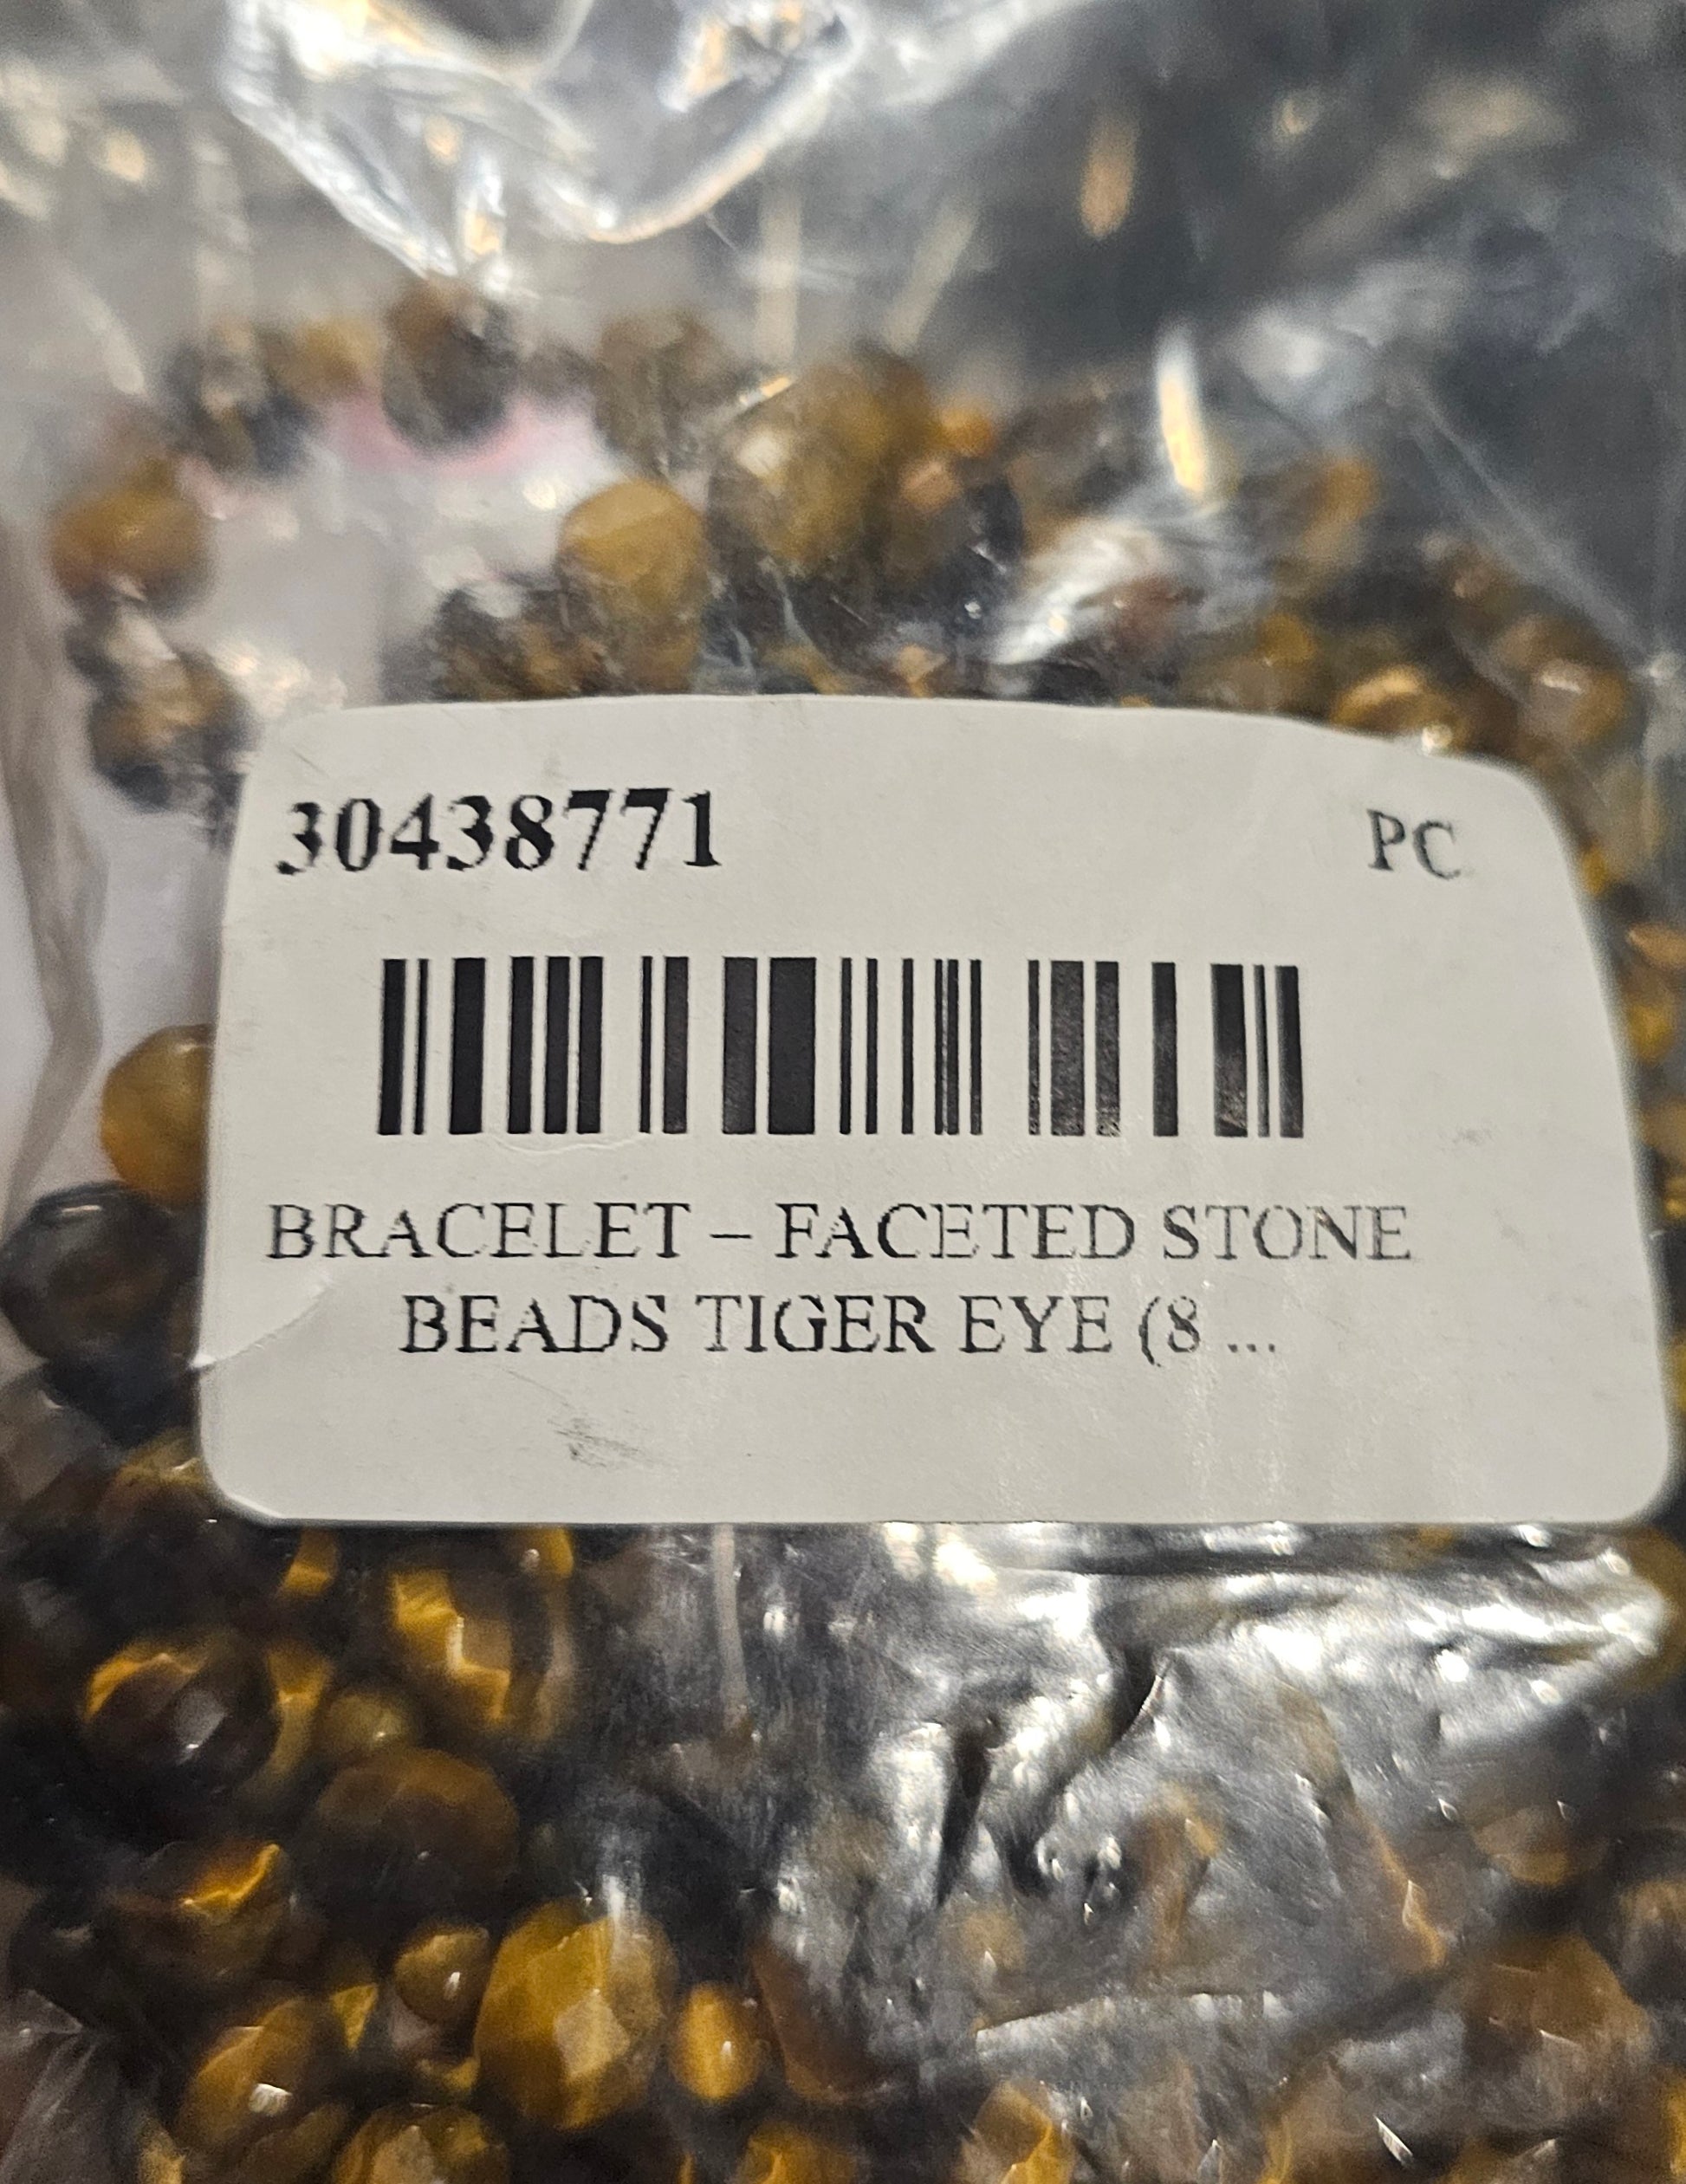 30438771 PC
BRACELET – FACETED STONE
BEADS TIGER EYE (8 ...